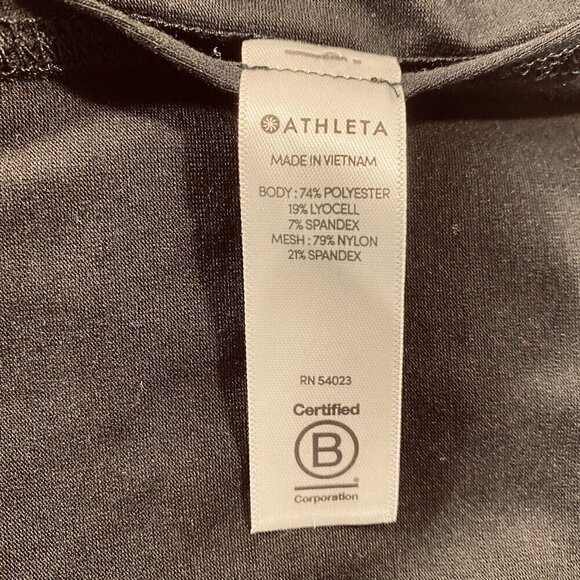 ATHLETA
MADE IN VIETNAM
BODY : 74% POLYESTER
19% LYOCELL
7% SPANDEX
MESH : 79% NYLON
21% SPANDEX
RN 54023
Certified
B
®
Corporation